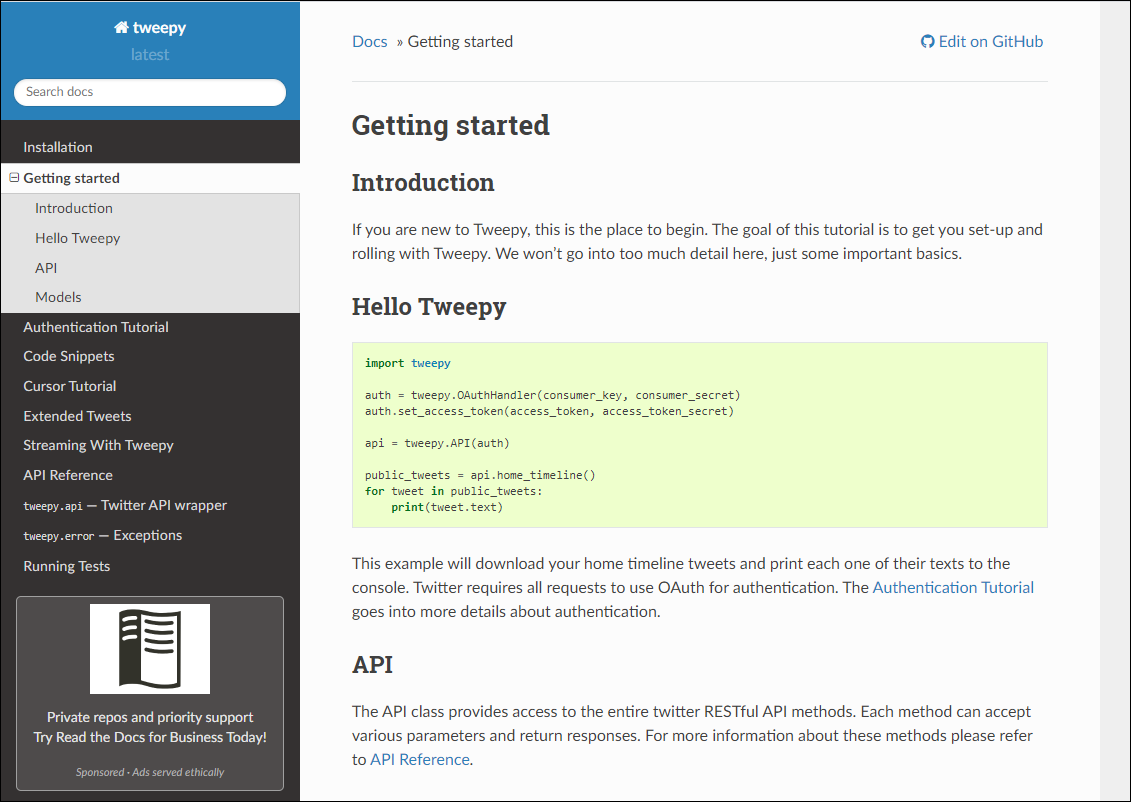 tweepy
latest
Search docs
Installation
Getting started
Introduction
Hello Tweepy
API
Models
Authentication Tutorial
Code Snippets
Cursor Tutorial
Extended Tweets
Streaming With Tweepy
API Reference
tweepy.api — Twitter API wrapper
tweepy.error — Exceptions
Running Tests
Private repos and priority support
Try Read the Docs for Business Today!
Sponsored · Ads served ethically
Docs » Getting started
Edit on GitHub
Getting started
Introduction
If you are new to Tweepy, this is the place to begin. The goal of this tutorial is to get you set-up and
rolling with Tweepy. We won’t go into too much detail here, just some important basics.
Hello Tweepy
import tweepy
auth = tweepy.OAuthHandler(consumer_key, consumer_secret)
auth.set_access_token(access_token, access_token_secret)
api = tweepy.API(auth)
public_tweets = api.home_timeline()
for tweet in public_tweets:
    print(tweet.text)
This example will download your home timeline tweets and print each one of their texts to the
console. Twitter requires all requests to use OAuth for authentication. The Authentication Tutorial
goes into more details about authentication.
API
The API class provides access to the entire twitter RESTful API methods. Each method can accept
various parameters and return responses. For more information about these methods please refer
to API Reference.